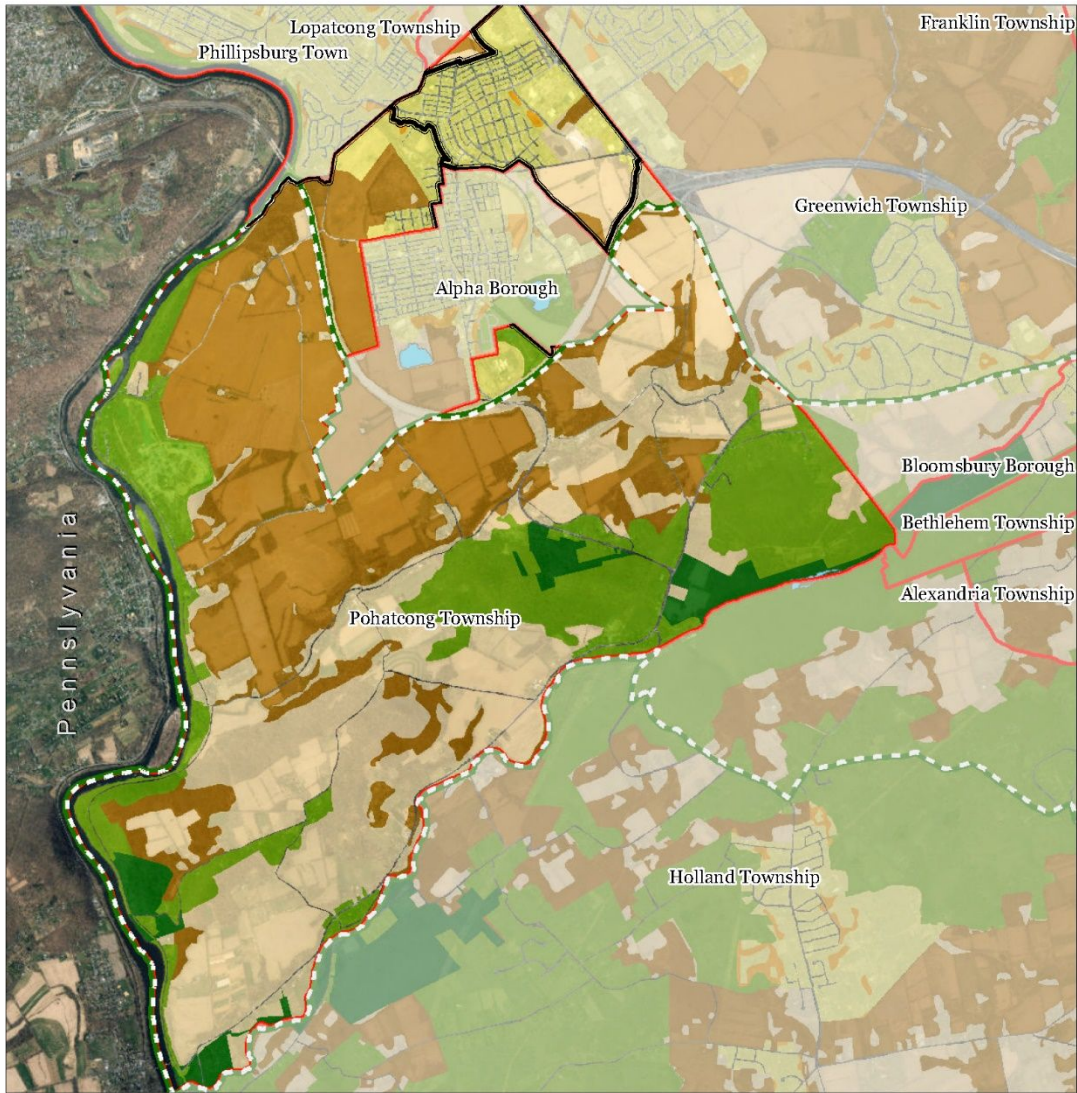 Lopatcong Township
Franklin Township
Phillipsburg Town
Greenwich Township
Alpha Borough
Bloomsbury Borough
Bethlehem Township
Alexandria Township
Pohatcong Township
Pennslyvania
Holland Township